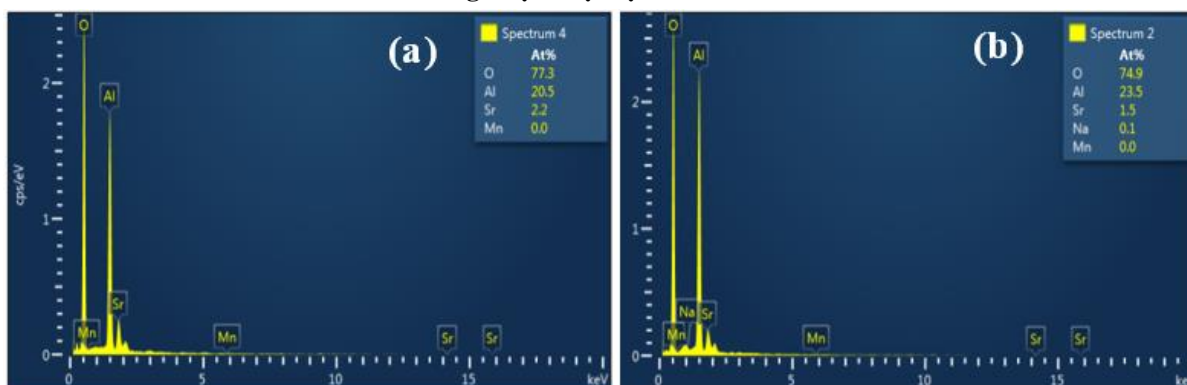 (a)
Spectrum 4
At%
O 77.3
Al 20.5
Sr 2.2
Mn 0.0
O
Al
Sr
Mn
Mn
Sr
Sr
cps/eV
2
1
0
0
5
10
15
keV
(b)
Spectrum 2
At%
O 74.9
Al 23.5
Sr 1.5
Na 0.1
Mn 0.0
O
Al
Na
Sr
Mn
Mn
Sr
Sr
2
1
0
0
5
10
15
keV